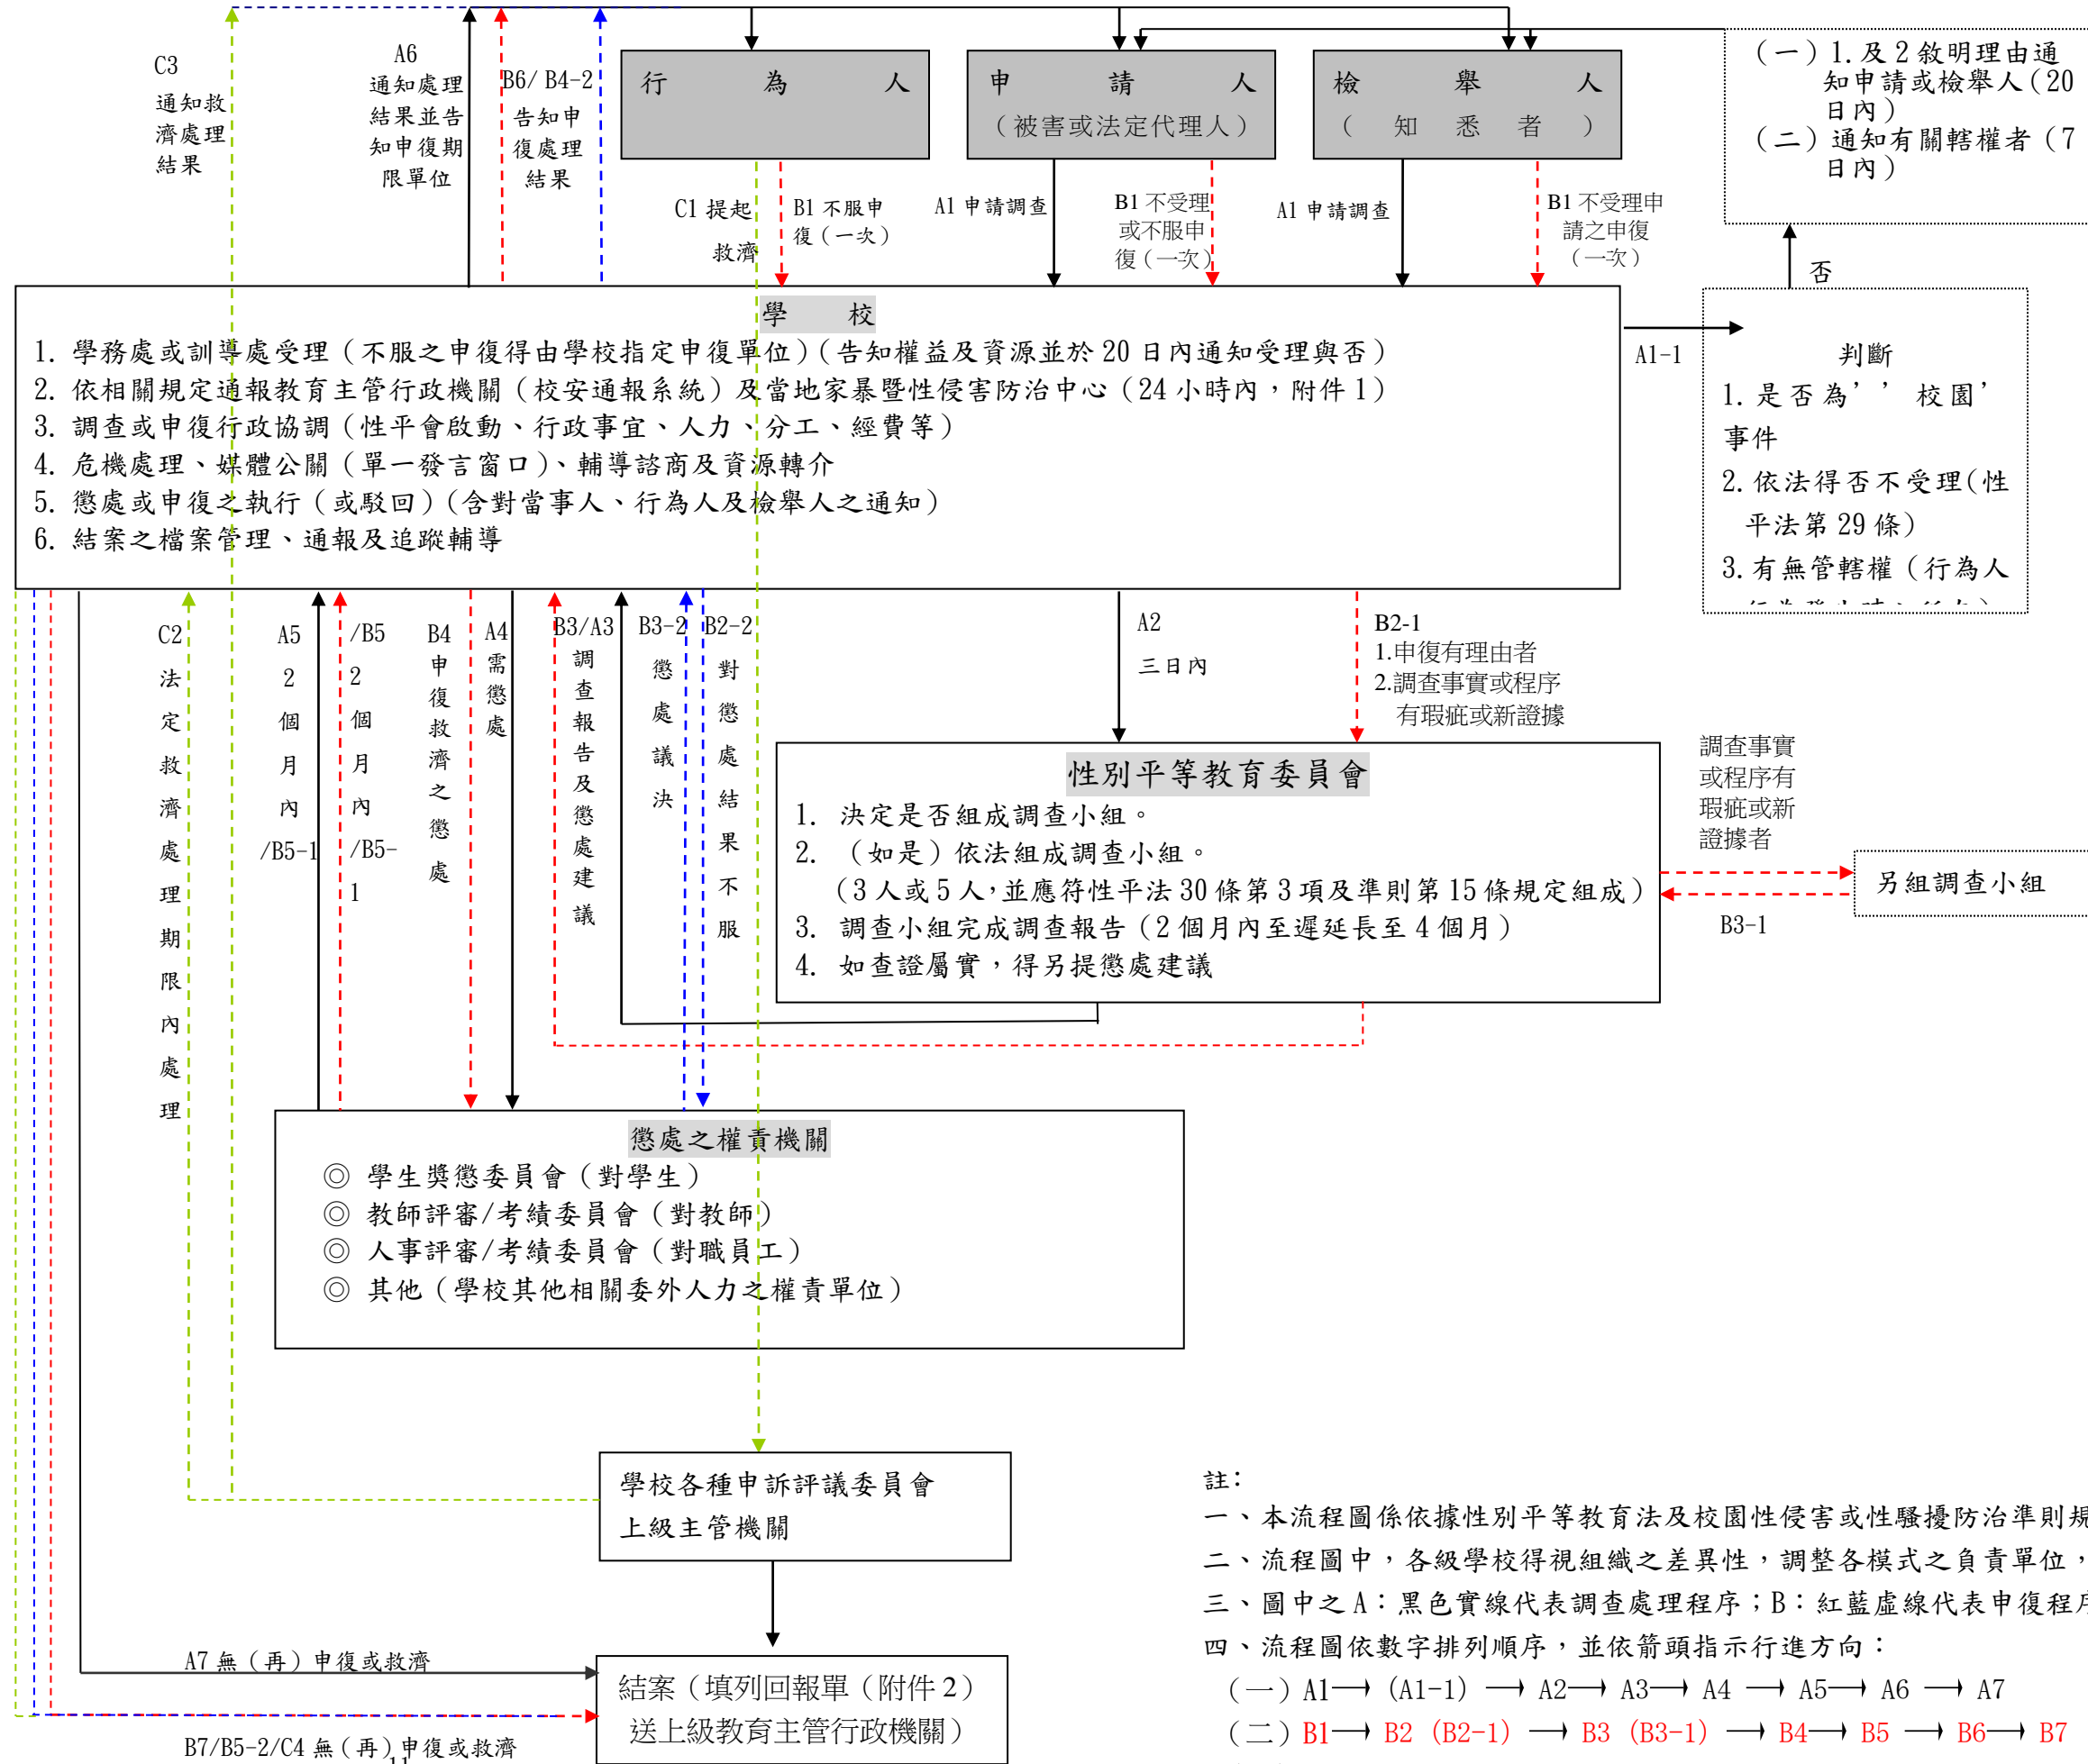 C3
通知救
濟處理
結果
A6
通知處理
結果並告
知申復期
限單位
B6/ B4-2
告知申
復處理
結果
行 為 人
申 請 人
（被害或法定代理人）
檢 舉 人
（ 知 悉 者 ）
（一）1.及 2 敘明理由通
知申請或檢舉人（20
日內）
（二）通知有關轄權者（7
日內）
C1 提起
救濟
B1 不服申
復（一次）
A1 申請調查
B1 不受理
或不服申
復（一次）
A1 申請調查
B1 不受理申
請之申復
（一次）
否
學 校
1. 學務處或訓導處受理（不服之申復得由學校指定申復單位）(告知權益及資源並於 20 日內通知受理與否）
2. 依相關規定通報教育主管行政機關（校安通報系統）及當地家暴暨性侵害防治中心（24 小時內，附件 1）
3. 調查或申復行政協調（性平會啟動、行政事宜、人力、分工、經費等）
4. 危機處理、媒體公關（單一發言窗口）、輔導諮商及資源轉介
5. 懲處或申復之執行（或駁回）(含對當事人、行為人及檢舉人之通知）
6. 結案之檔案管理、通報及追蹤輔導
A1-1
判斷
1. 是否為’’校園’
事件
2. 依法得否不受理(性
平法第 29 條）
3. 有無管轄權（行為人
C2
法定救濟處理期限內處理
A5
2
個
月
內
/B5-1
/B5
2
個
月
內
/B5-
1
B4
申復救濟之懲處
A4
需懲處
B3/A3
調查報告及懲處建議
B3-2
懲處議決
B2-2
對懲處結果不服
A2
三日內
B2-1
1.申復有理由者
2.調查事實或程序
有瑕疵或新證據
性別平等教育委員會
1. 決定是否組成調查小組。
2. （如是）依法組成調查小組。
（3 人或 5 人,並應符性平法 30 條第 3 項及準則第 15 條規定組成）
3. 調查小組完成調查報告（2 個月內至遲延長至 4 個月）
4. 如查證屬實，得另提懲處建議
調查事實
或程序有
瑕疵或新
證據者
另組調查小組
B3-1
懲處之權責機關
◎ 學生獎懲委員會（對學生）
◎ 教師評審/考績委員會（對教師）
◎ 人事評審/考績委員會（對職員工）
◎ 其他（學校其他相關委外人力之權責單位）
學校各種申訴評議委員會
上級主管機關
A7 無（再）申復或救濟
結案（填列回報單（附件 2）
送上級教育主管行政機關）
B7/B5-2/C4 無（再）申復或救濟
11
註:
一、本流程圖係依據性別平等教育法及校園性侵害或性騷擾防治準則規
二、流程圖中，各級學校得視組織之差異性，調整各模式之負責單位，
三、圖中之 A：黑色實線代表調查處理程序；B：紅藍虛線代表申復程序
四、流程圖依數字排列順序，並依箭頭指示行進方向：
（一）A1→ (A1-1) → A2→ A3→ A4 → A5→ A6 → A7
（二）B1→ B2 (B2-1) → B3 (B3-1) → B4→ B5 → B6→ B7